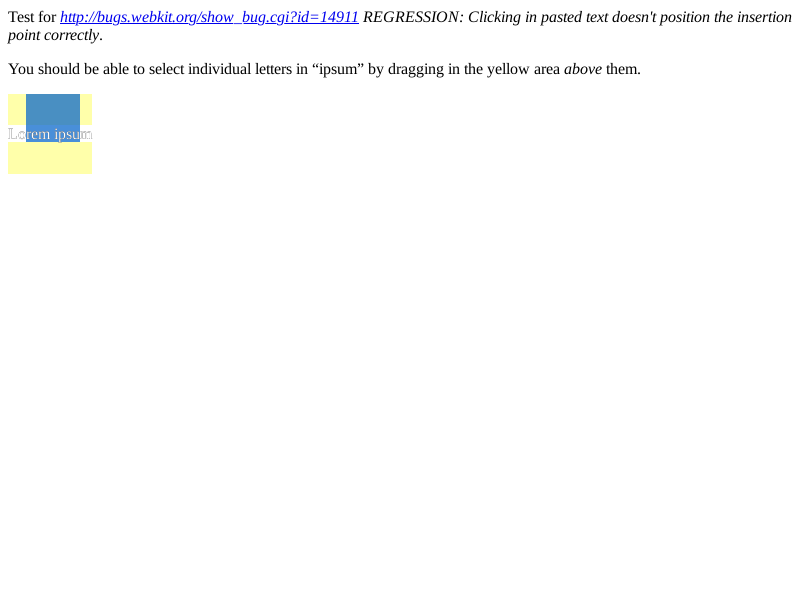 Test for http://bugs.webkit.org/show_bug.cgi?id=14911 REGRESSION: Clicking in pasted text doesn't position the insertion
point correctly.
You should be able to select individual letters in “ipsum” by dragging in the yellow area above them.
Lorem ipsum